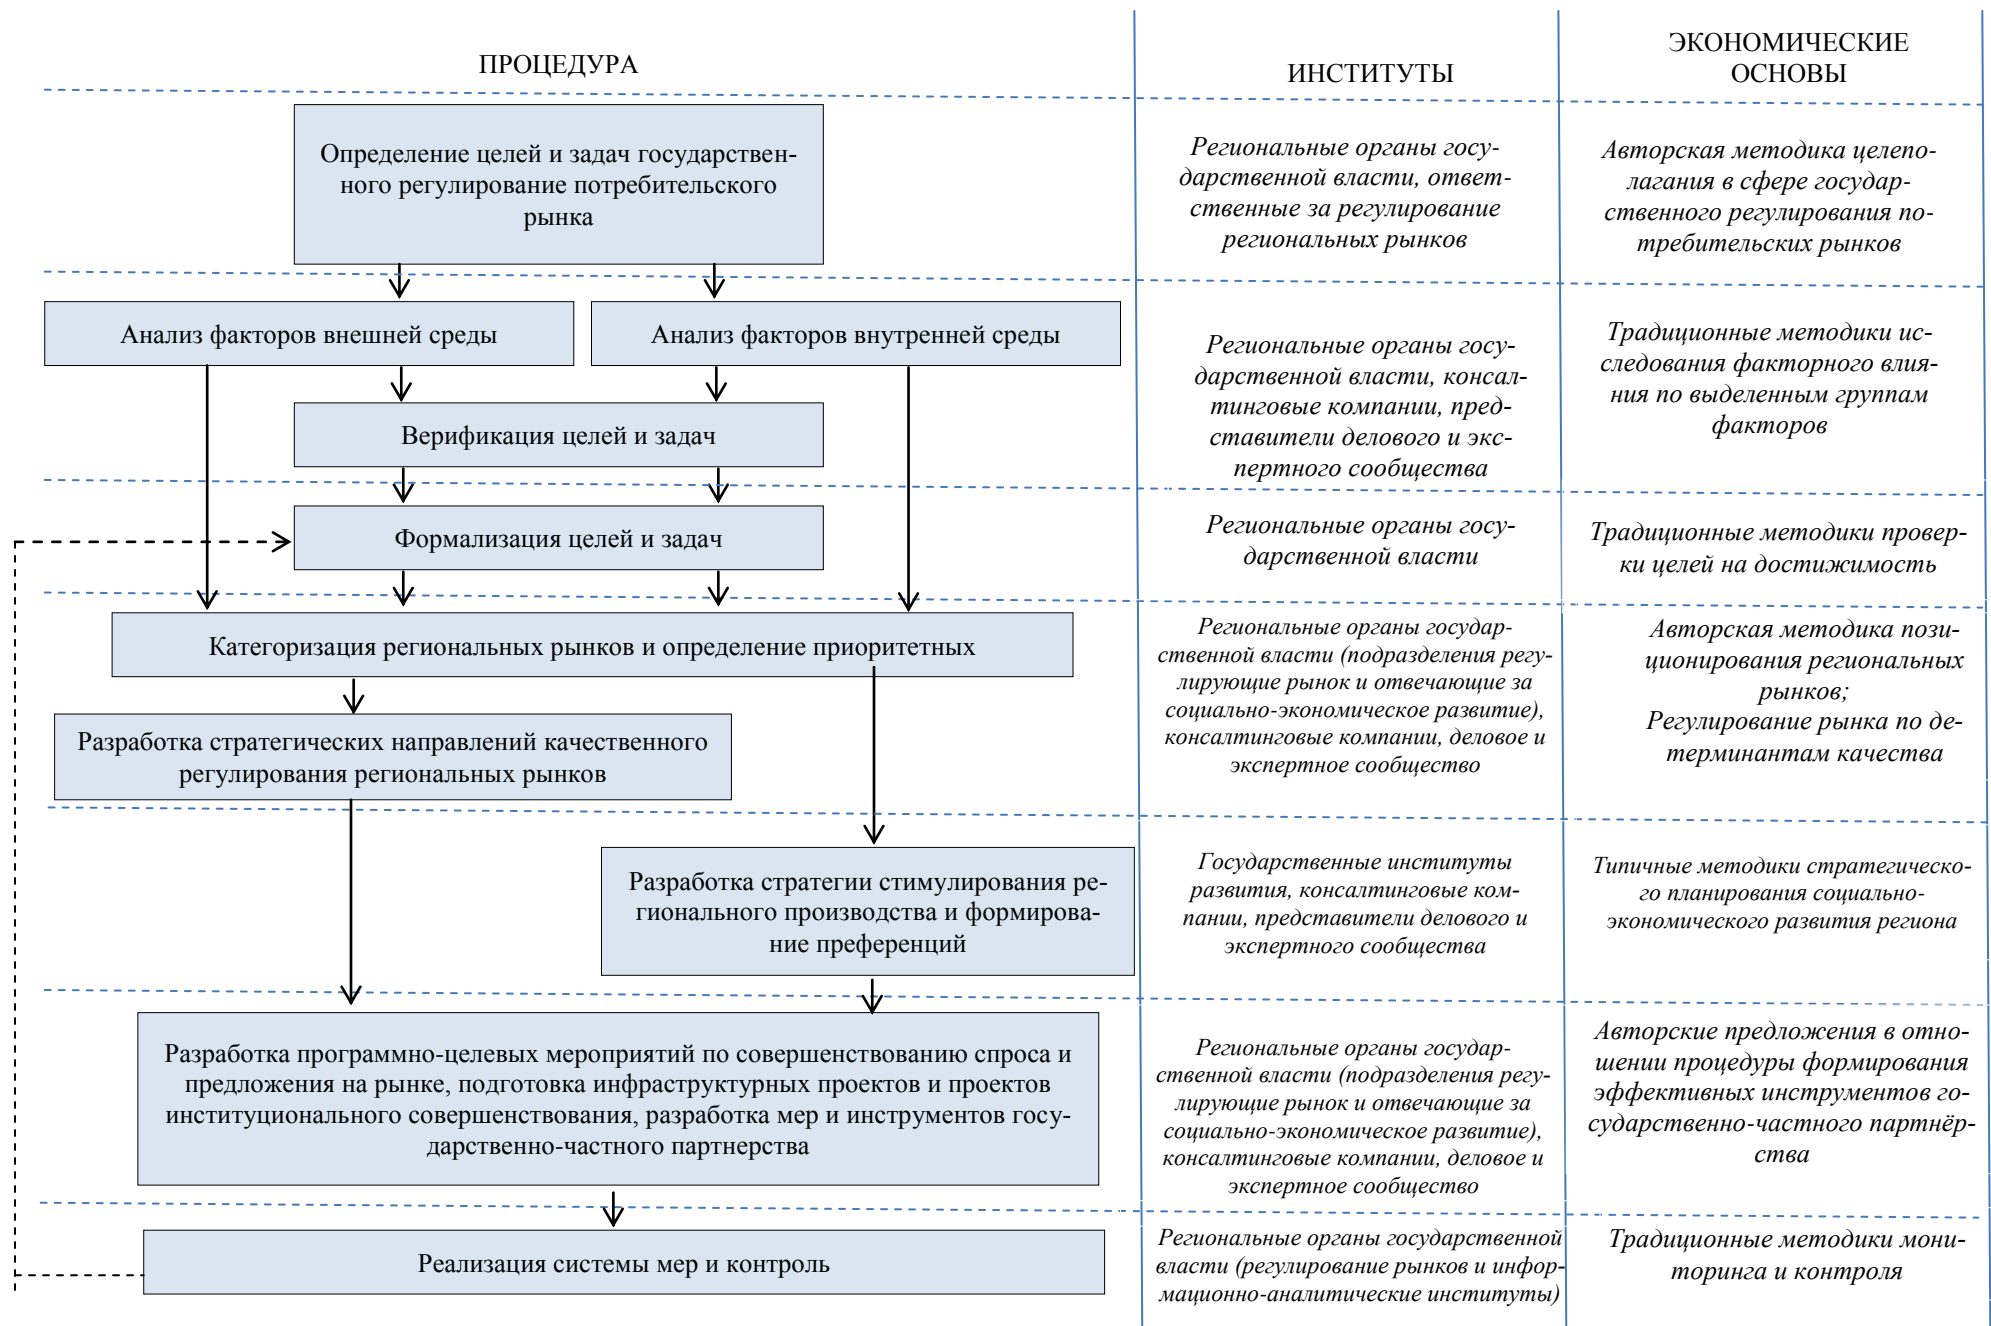 ПРОЦЕДУРА
ИНСТИТУТЫ
ЭКОНОМИЧЕСКИЕ
ОСНОВЫ
Определение целей и задач государствен-
ного регулирование потребительского
рынка
Региональные органы госу-
дарственной власти, ответ-
ственные за регулирование
региональных рынков
Авторская методика целепо-
лагания в сфере государ-
ственного регулирования по-
требительских рынков
Анализ факторов внешней среды
Анализ факторов внутренней среды
Верификация целей и задач
Региональные органы госу-
дарственной власти, консал-
тинговые компании, пред-
ставители делового и экс-
пертного сообщества
Традиционные методики ис-
следования факторного влия-
ния по выделенным группам
факторов
Формализация целей и задач
Региональные органы госу-
дарственной власти
Традиционные методики провер-
ки целей на достижимость
Категоризация региональных рынков и определение приоритетных
Разработка стратегических направлений качественного
регулирования региональных рынков
Региональные органы государ-
ственной власти (подразделения регу-
лирующие рынок и отвечающие за
социально-экономическое развитие),
консалтинговые компании, деловое и
экспертное сообщество
Авторская методика пози-
ционирования региональных
рынков;
Регулирование рынка по де-
терминантам качества
Разработка стратегии стимулирования ре-
гионального производства и формирова-
ние преференций
Государственные институты
развития, консалтинговые ком-
пании, представители делового и
экспертного сообщества
Типичные методики стратегическо-
го планирования социально-
экономического развития региона
Разработка программно-целевых мероприятий по совершенствованию спроса и
предложения на рынке, подготовка инфраструктурных проектов и проектов
институционального совершенствования, разработка мер и инструментов госу-
дарственно-частного партнерства
Региональные органы государ-
ственной власти (подразделения регу-
лирующие рынок и отвечающие за
социально-экономическое развитие),
консалтинговые компании, деловое и
экспертное сообщество
Авторские предложения в отно-
шении процедуры формирования
эффективных инструментов го-
сударственно-частного партнёр-
ства
Реализация системы мер и контроль
Региональные органы государственной
власти (регулирование рынков и инфор-
мационно-аналитические институты)
Традиционные методики мони-
торинга и контроля